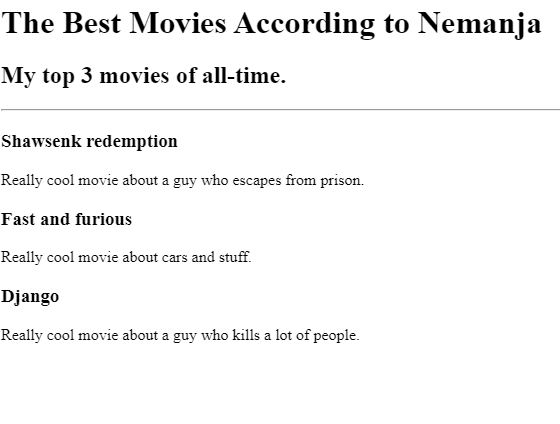 The Best Movies According to Nemanja
My top 3 movies of all-time.
Shawsenk redemption
Really cool movie about a guy who escapes from prison.
Fast and furious
Really cool movie about cars and stuff.
Django
Really cool movie about a guy who kills a lot of people.